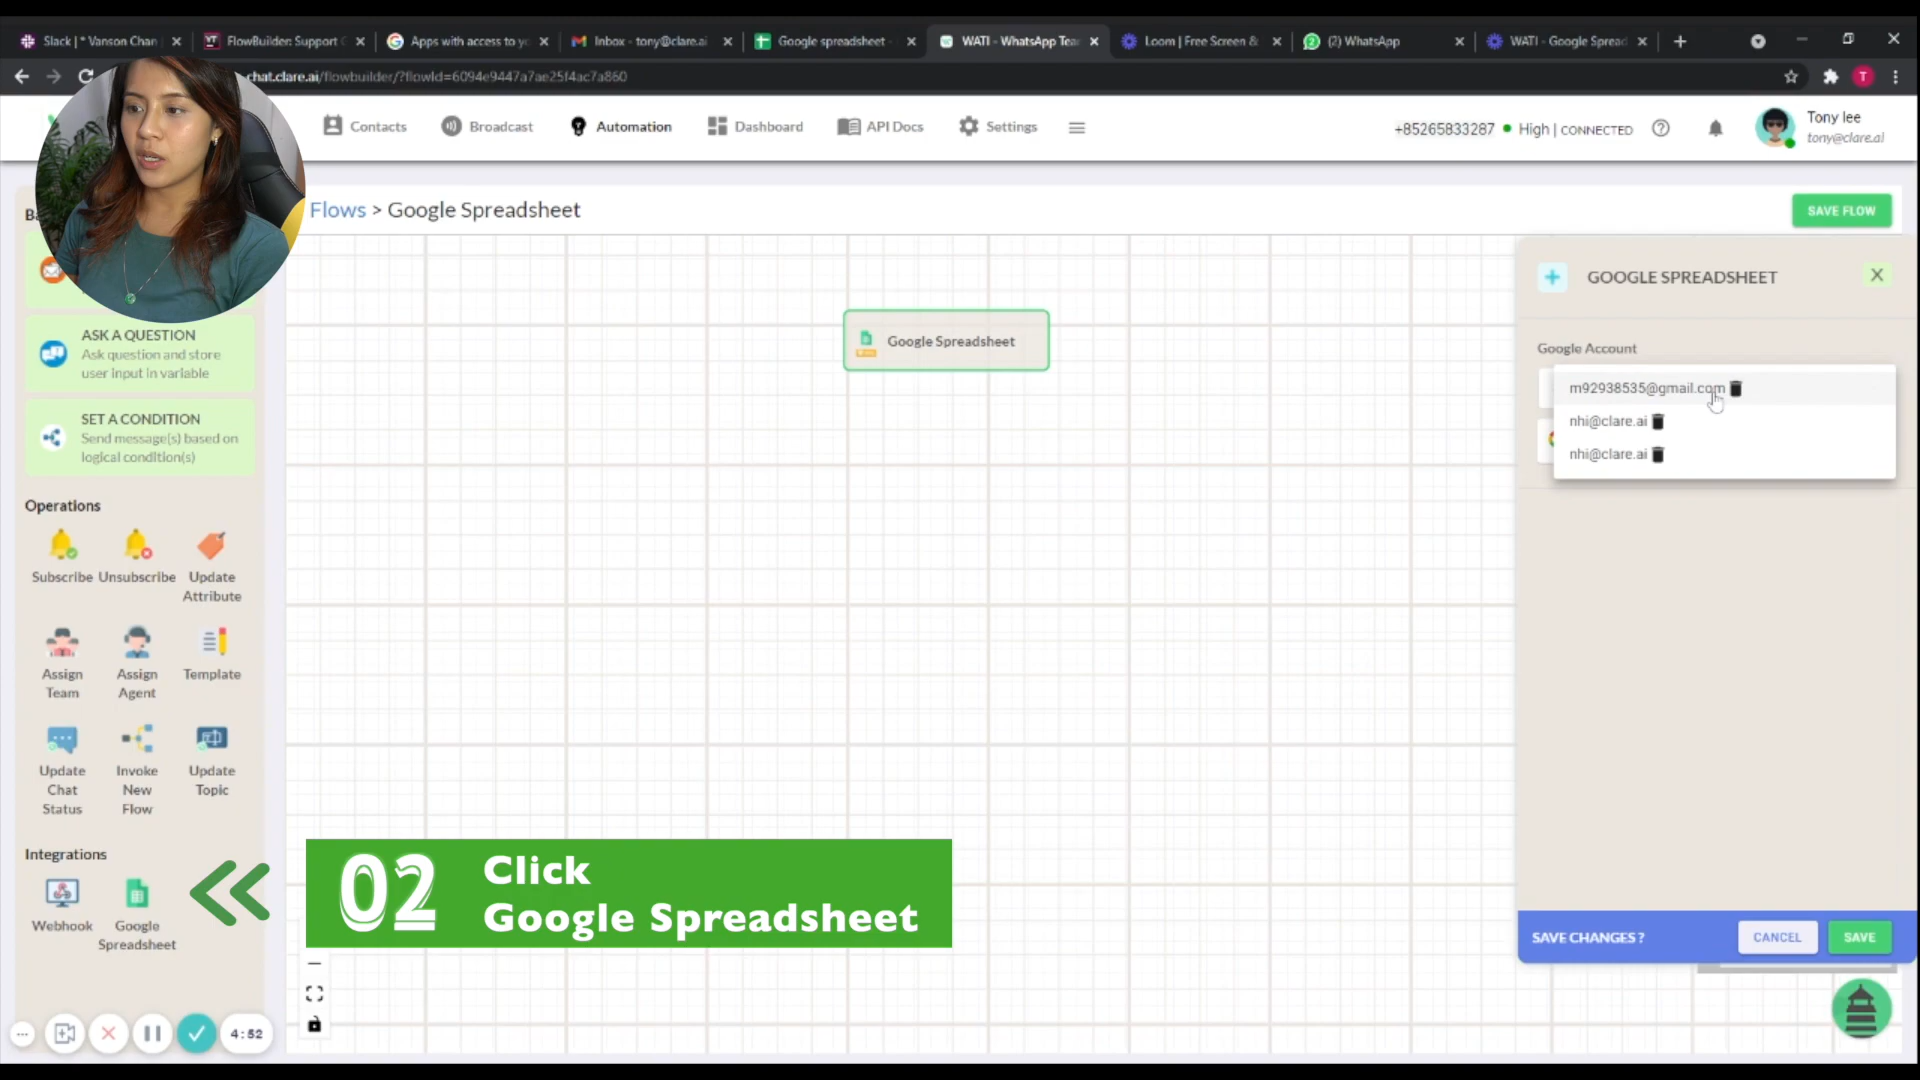 Slack | * Vanson Chan
FlowBuilder: Support
Apps with access to yo
Inbox - tony@clare.ai
Google spreadsheet -
WATI - WhatsApp Tea
Loom | Free Screen &
(2) WhatsApp
WATI - Google Spread
T
chat.clare.ai/flowbuilder/?flowId=6094e9447a7ae25f4ac7a860
Contacts
Broadcast
Automation
Dashboard
API Docs
Settings
+85265833287
High | CONNECTED
Tony lee
tony@clare.ai
Flows > Google Spreadsheet
SAVE FLOW
Ba
ASK A QUESTION
Ask question and store
user input in variable
SET A CONDITION
Send message(s) based on
logical condition(s)
Operations
Subscribe
Unsubscribe
Update
Attribute
Assign
Team
Assign
Agent
Template
Update
Chat
Status
Invoke
New
Flow
Update
Topic
Integrations
Webhook
Google
Spreadsheet
Google Spreadsheet
GOOGLE SPREADSHEET
X
Google Account
m92938535@gmail.com
nhi@clare.ai
nhi@clare.ai
SAVE CHANGES ?
CANCEL
SAVE
02
Click
Google Spreadsheet
4:52